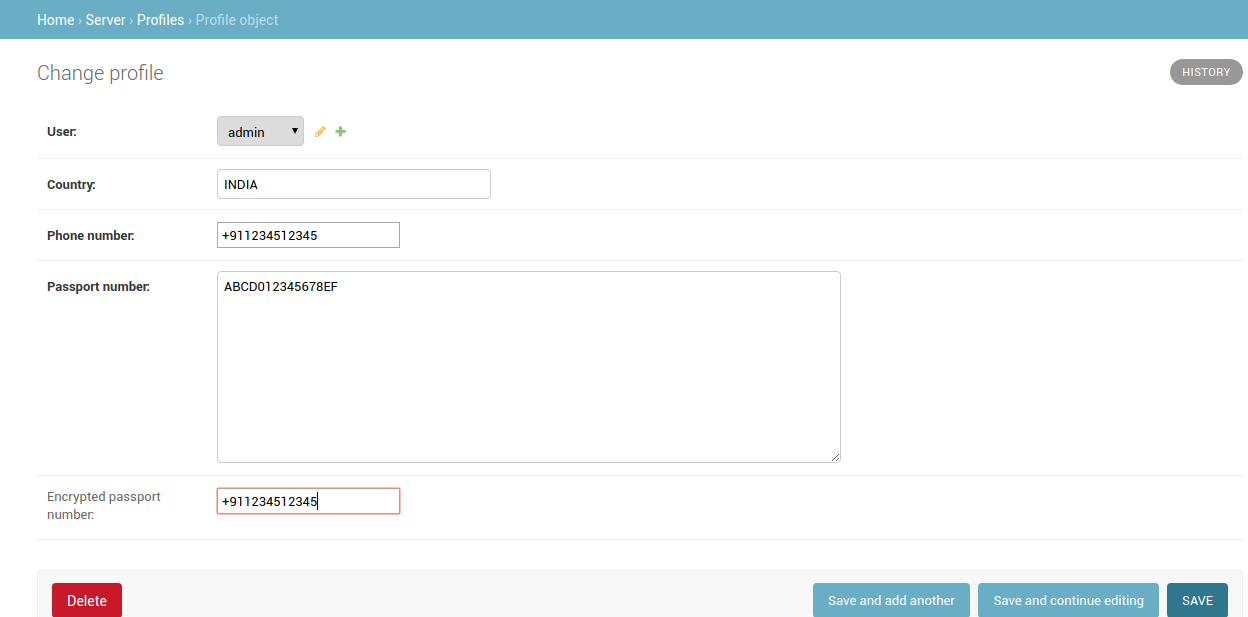 Home › Server › Profiles › Profile object
Change profile
HISTORY
User: admin
Country: INDIA
Phone number: +911234512345
Passport number: ABCD012345678EF
Encrypted passport
number: +911234512345
Delete Save and add another Save and continue editing SAVE